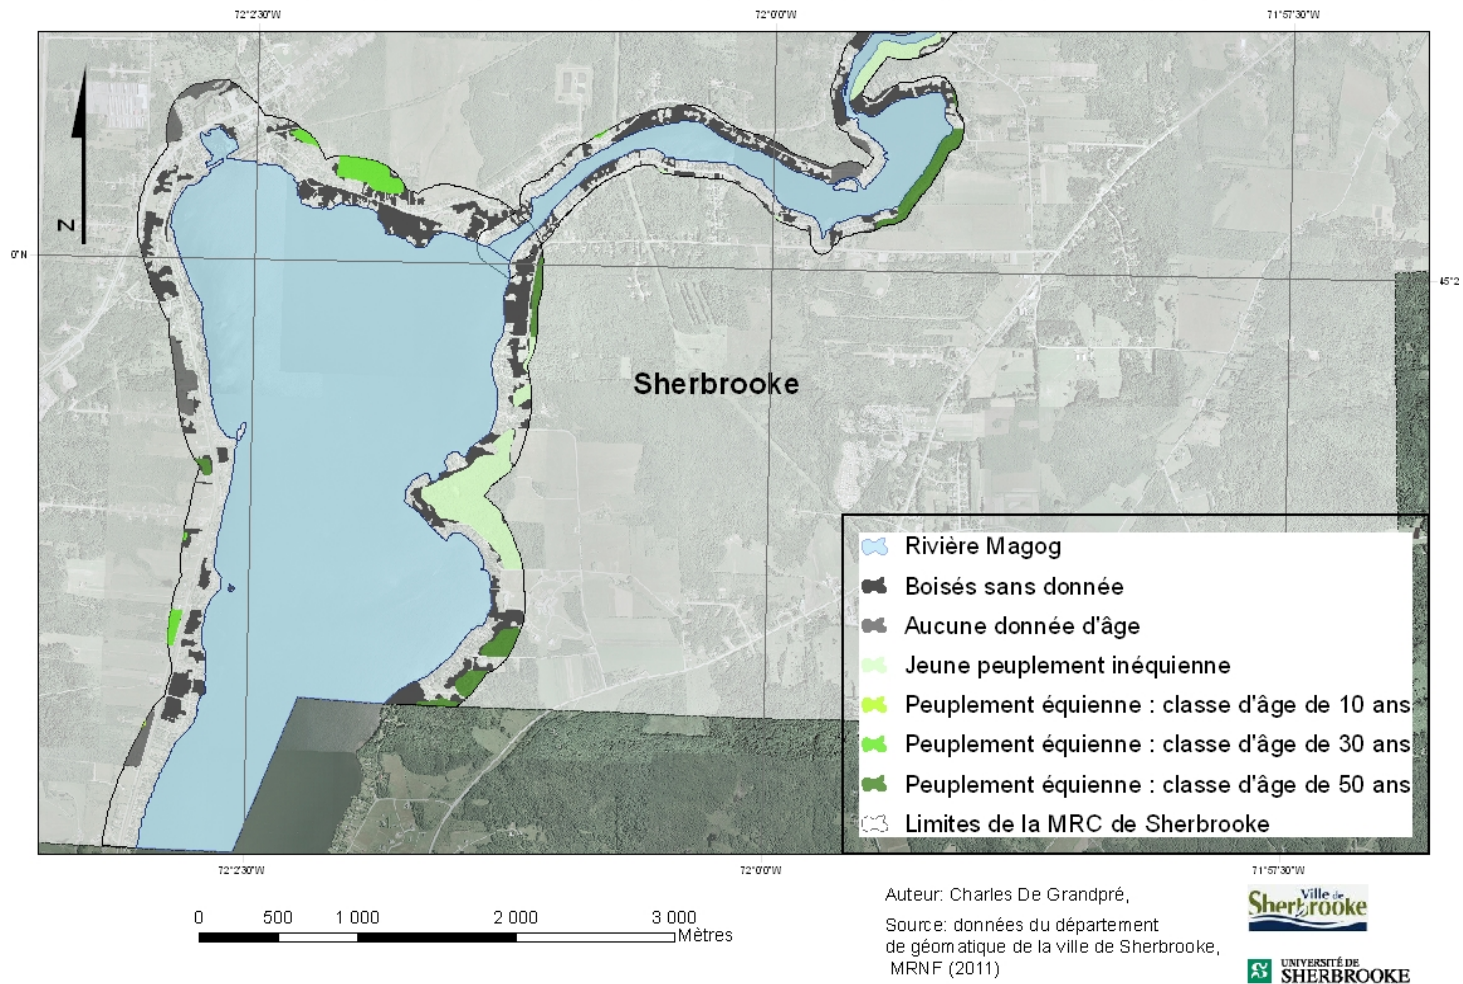 72°2'30"W
72°0'0"W
71°57'30"W
N
0"N
45°2
Sherbrooke
Rivière Magog
Boisés sans donnée
Aucune donnée d'âge
Jeune peuplement inéquienne
Peuplement équienne : classe d'âge de 10 ans
Peuplement équienne : classe d'âge de 30 ans
Peuplement équienne : classe d'âge de 50 ans
Limites de la MRC de Sherbrooke
72°2'30"W
72°0'0"W
71°57'30"W
0 500 1 000 2 000 3 000
Mètres
Auteur: Charles De Grandpré,
Source: données du département
de géomatique de la ville de Sherbrooke,
MRNF (2011)
Ville de
Sherbrooke
UNIVERSITÉ DE
SHERBROOKE